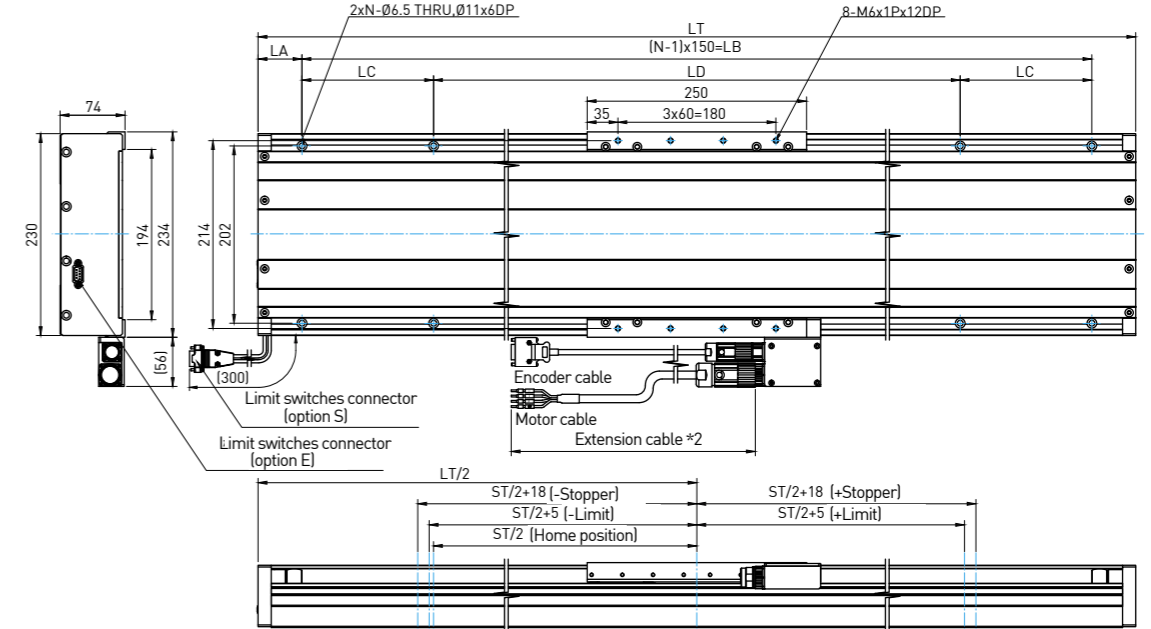 2xN-Ø6.5 THRU,Ø11x6DP
8-M6x1Px12DP
LT
LA
(N-1)x150=LB
LC
LD
LC
250
74
35
3x60=180
230
194
234
214
202
(56)
(300)
Encoder cable
Limit switches connector
(option S)
Motor cable
Limit switches connector
(option E)
Extension cable *2
LT/2
ST/2+18 (-Stopper)
ST/2+18 (+Stopper)
ST/2+5 (-Limit)
ST/2+5 (+Limit)
ST/2 (Home position)